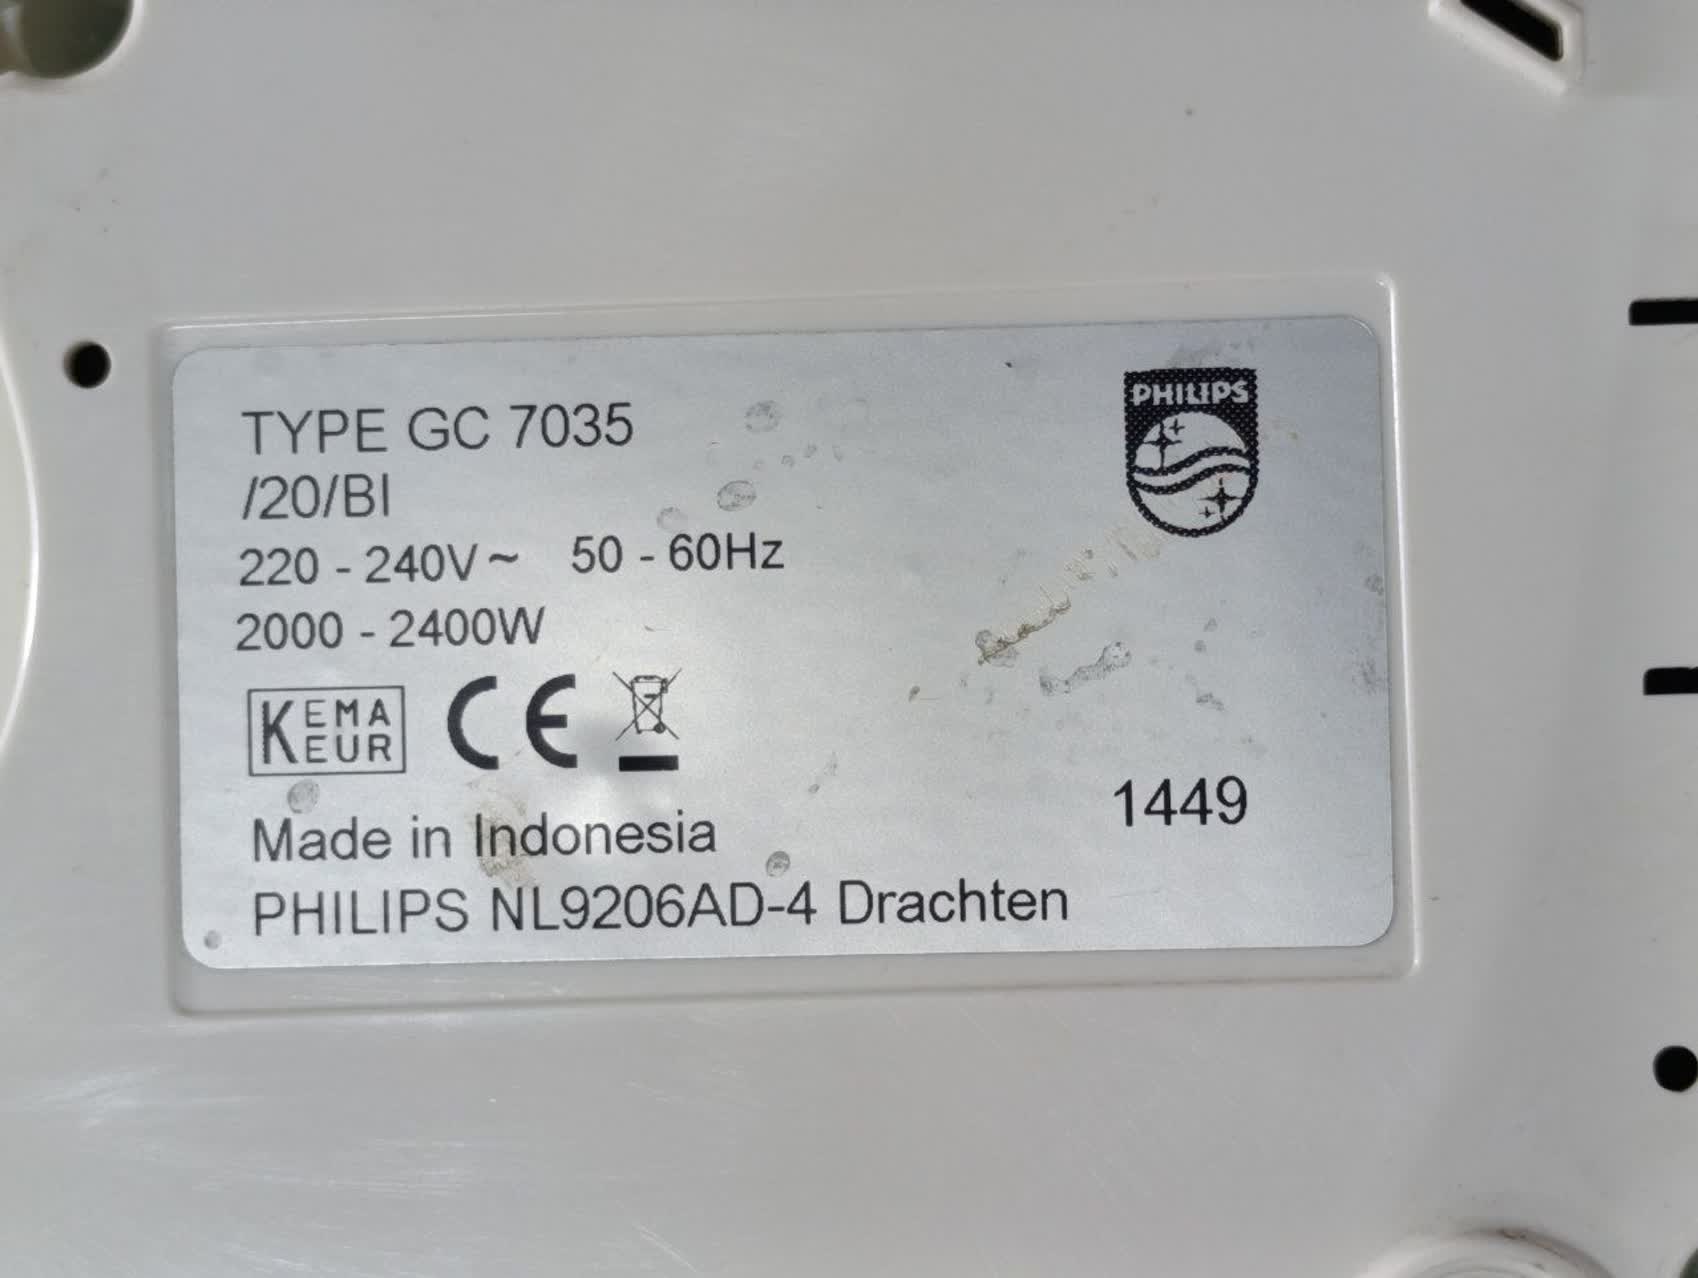 TYPE GC 7035
/20/BI
220 - 240V~ 50 - 60Hz
2000 - 2400W
PHILIPS
KEMA
EUR
CE
1449
Made in Indonesia
PHILIPS NL9206AD-4 Drachten